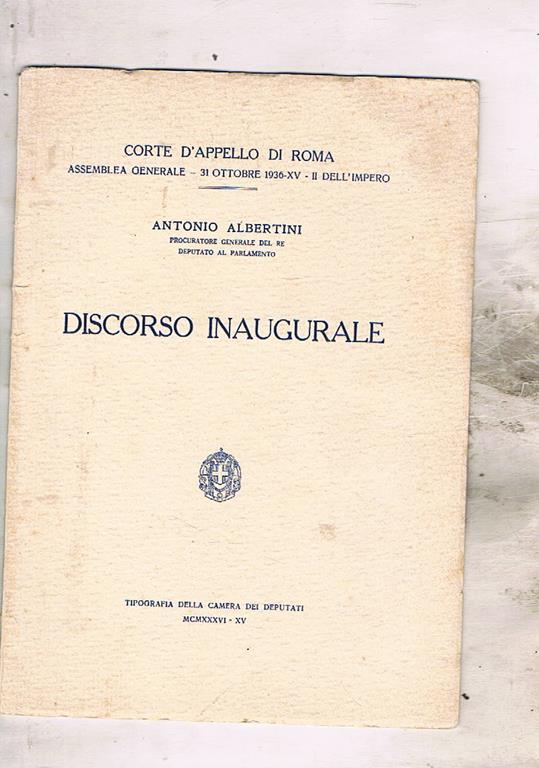 CORTE D'APPELLO DI ROMA
ASSEMBLEA GENERALE - 31 OTTOBRE 1936-XV - II DELL'IMPERO
ANTONIO ALBERTINI
PROCURATORE GENERALE DEL RE
DEPUTATO AL PARLAMENTO
DISCORSO INAUGURALE
TIPOGRAFIA DELLA CAMERA DEI DEPUTATI
MCMXXXVI - XV